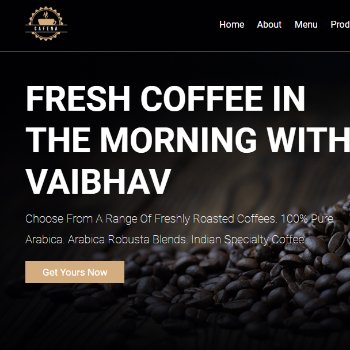 CAFENA
Home About Menu Prod
FRESH COFFEE IN
THE MORNING WITH
VAIBHAV
Choose From A Range Of Freshly Roasted Coffees. 100% Pure
Arabica. Arabica Robusta Blends. Indian Specialty Coffee.
Get Yours Now